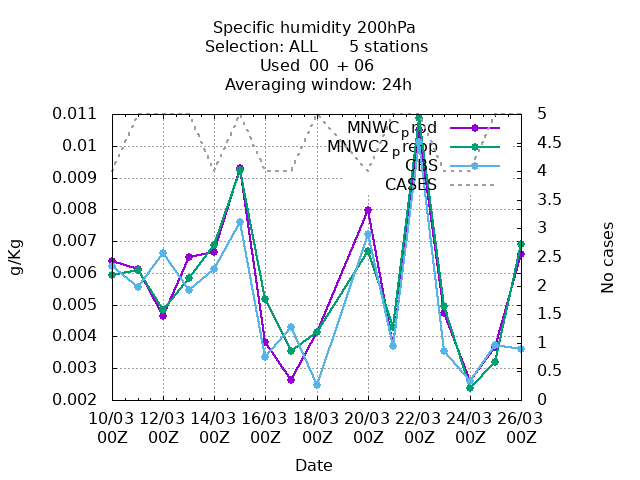 Specific humidity 200hPa
Selection: ALL 5 stations
Used 00 + 06
Averaging window: 24h
0.011
0.01
0.009
0.008
0.007
0.006
0.005
0.004
0.003
0.002
g/Kg
MNWCprod
MNWC2prepp
OBS
CASES
5
4.5
4
3.5
3
2.5
2
1.5
1
0.5
0
No cases
10/03 12/03 14/03 16/03 18/03 20/03 22/03 24/03 26/03
00Z 00Z 00Z 00Z 00Z 00Z 00Z 00Z 00Z
Date